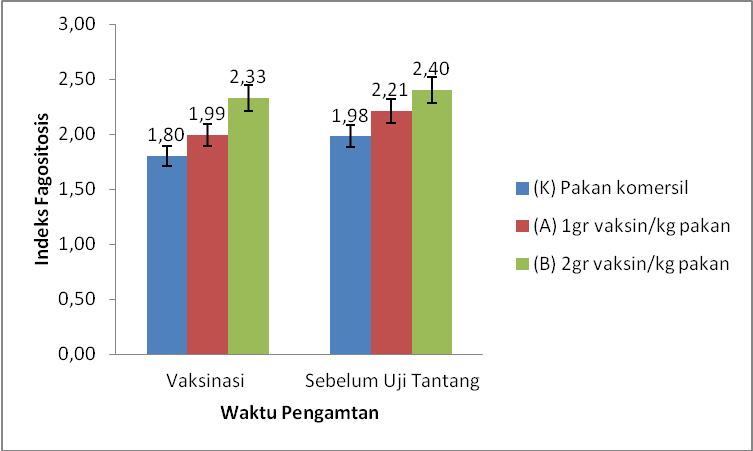 3,00
2,50
2,00
1,50
1,00
0,50
0,00
Indeks Fagositosis
1,80
1,99
2,33
1,98
2,21
2,40
Vaksinasi
Sebelum Uji Tantang
Waktu Pengamtan
(K) Pakan komersil
(A) 1gr vaksin/kg pakan
(B) 2gr vaksin/kg pakan